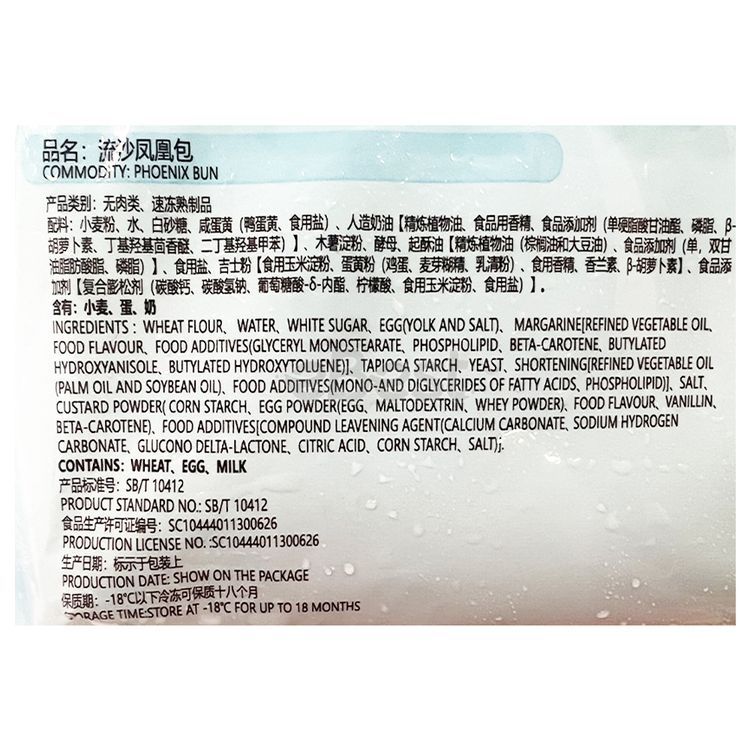 品名：流沙凤凰包
COMMODITY: PHOENIX BUN
产品类别：无肉类、速冻熟制品
配料：小麦粉、水、白砂糖、咸蛋黄（鸭蛋黄、食用盐）、人造奶油【精炼植物油、食品用香精、食品添加剂（单硬脂酸甘油酯、磷脂、β-
胡萝卜素、丁基羟基茴香醚、二丁基羟基甲苯）】、木薯淀粉、酵母、起酥油【精炼植物油（棕榈油和大豆油）、食品添加剂（单，双甘
油脂肪酸酯、磷脂）】、食用盐、吉士粉【食用玉米淀粉、蛋黄粉（鸡蛋、麦芽糊精、乳清粉）、食用香精、香兰素、β-胡萝卜素】、食品添
加剂【复合膨松剂（碳酸钙、碳酸氢钠、葡萄糖酸-δ-内酯、柠檬酸、食用玉米淀粉、食用盐）】。
含有：小麦、蛋、奶
INGREDIENTS : WHEAT FLOUR、WATER、WHITE SUGAR、EGG(YOLK AND SALT)、MARGARINE[REFINED VEGETABLE OIL、
FOOD FLAVOUR、FOOD ADDITIVES(GLYCERYL MONOSTEARATE、PHOSPHOLIPID、BETA-CAROTENE、BUTYLATED
HYDROXYANISOLE、BUTYLATED HYDROXYTOLUENE)]、TAPIOCA STARCH、YEAST、SHORTENING[REFINED VEGETABLE OIL
(PALM OIL AND SOYBEAN OIL)、FOOD ADDITIVES(MONO-AND DIGLYCERIDES OF FATTY ACIDS、PHOSPHOLIPID)]、SALT、
CUSTARD POWDER( CORN STARCH、EGG POWDER(EGG、MALTODEXTRIN、WHEY POWDER)、FOOD FLAVOUR、VANILLIN、
BETA-CAROTENE)、FOOD ADDITIVES[COMPOUND LEAVENING AGENT(CALCIUM CARBONATE、SODIUM HYDROGEN
CARBONATE、GLUCONO DELTA-LACTONE、CITRIC ACID、CORN STARCH、SALT)].
CONTAINS: WHEAT、EGG、MILK
产品标准号：SB/T 10412
PRODUCT STANDARD NO.: SB/T 10412
食品生产许可证编号：SC10444011300626
PRODUCTION LICENSE NO. :SC10444011300626
生产日期：标示于包装上
PRODUCTION DATE: SHOW ON THE PACKAGE
保质期：-18℃以下冷冻可保质十八个月
STORAGE TIME:STORE AT -18℃ FOR UP TO 18 MONTHS